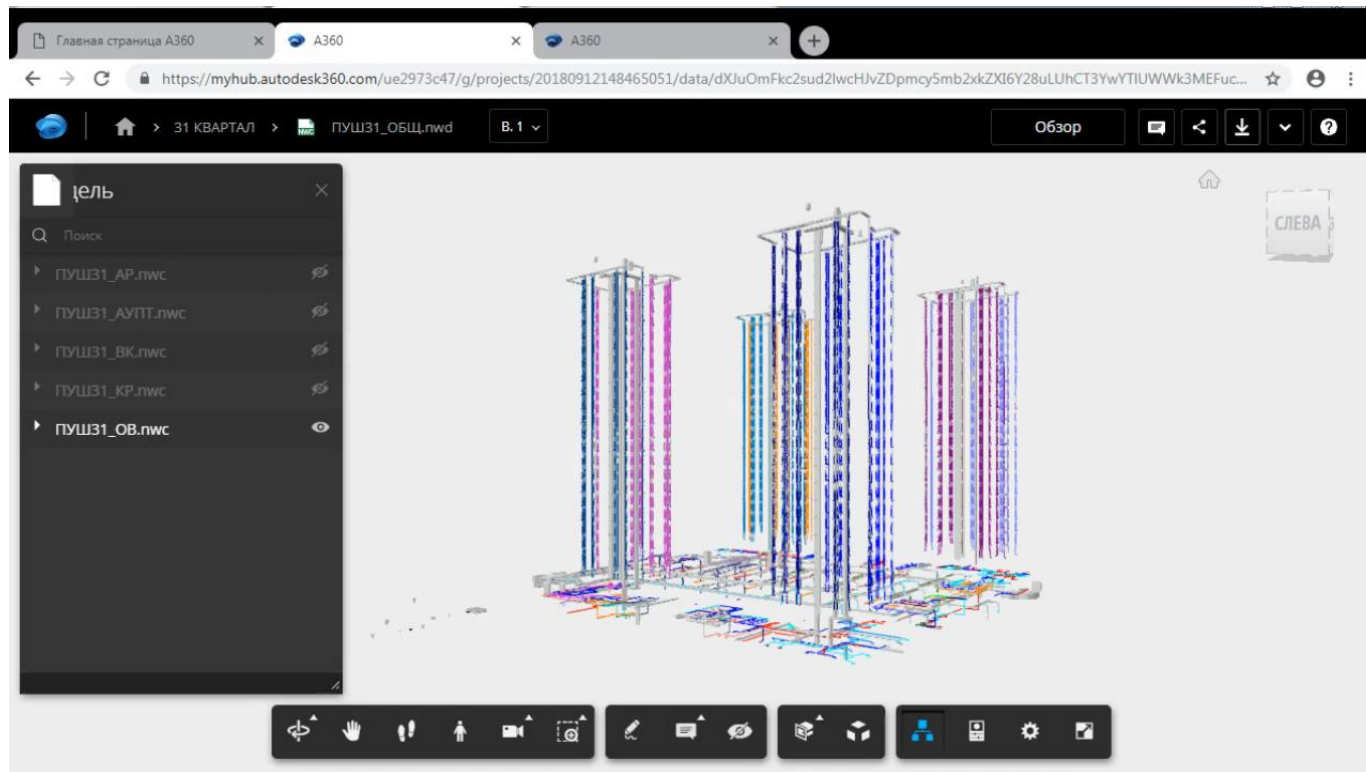 Главная страница A360
A360
A360
https://myhub.autodesk360.com/ue2973c47/g/projects/20180912148465051/data/dXJuOmFkc2sud2lwcHJvZDpmcy5mb2xkZXI6Y28uLUhCT3YwYTlUWWk3MEFuc...
31 КВАРТАЛ > ПУШ31_ОБЩ.nwd
В. 1
Обзор
цель
Поиск
ПУШ31_АР.nwc
ПУШ31_АУПТ.nwc
ПУШ31_ВК.nwc
ПУШ31_КР.nwc
ПУШ31_ОВ.nwc
СЛЕВА